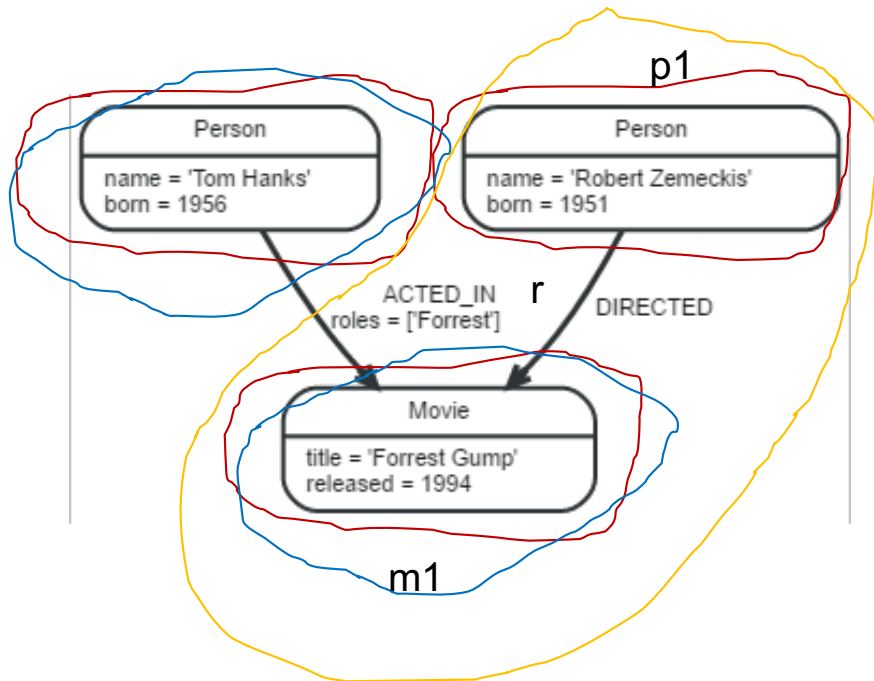 p1
Person
name = 'Tom Hanks'
born = 1956
Person
name = 'Robert Zemeckis'
born = 1951
ACTED_IN
roles = ['Forrest']
r
DIRECTED
Movie
title = 'Forrest Gump'
released = 1994
m1